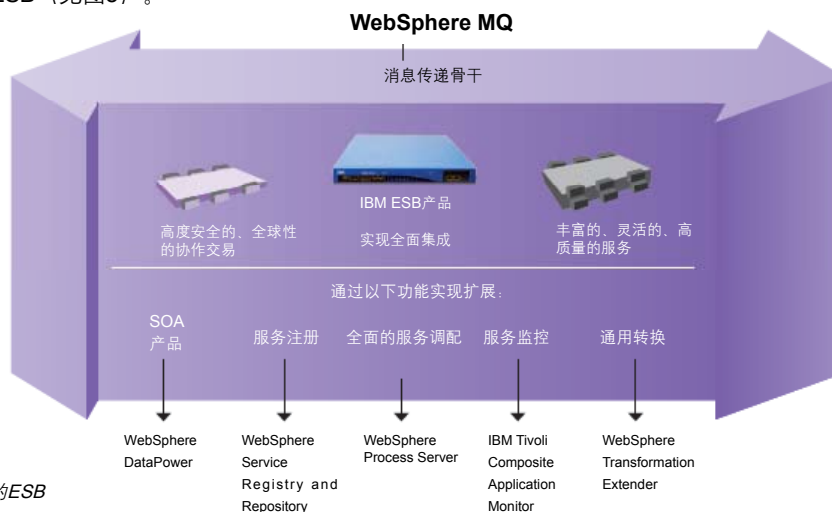 ESB（见图3）。
WebSphere MQ
消息传递骨干
IBM ESB产品
高度安全的、全球性
的协作交易
实现全面集成
丰富的、灵活的、高
质量的服务
通过以下功能实现扩展：
SOA
产品
服务注册
全面的服务调配
服务监控
通用转换
WebSphere
DataPower
WebSphere
Service
Registry and
Repository
WebSphere
Process Server
IBM Tivoli
Composite
Application
Monitor
WebSphere
Transformation
Extender
的ESB